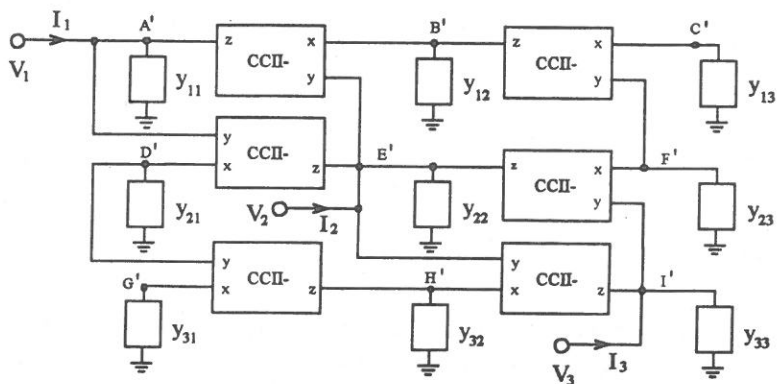 I1 A' z CCII- x y B' z CCII- x y C'
V1 y11 y12 y13
D' y x CCII- z E' z CCII- x y F'
y21 V2 I2 y22 y23
G' y x CCII- z H' y x CCII- z I'
y31 y32 V3 I3 y33